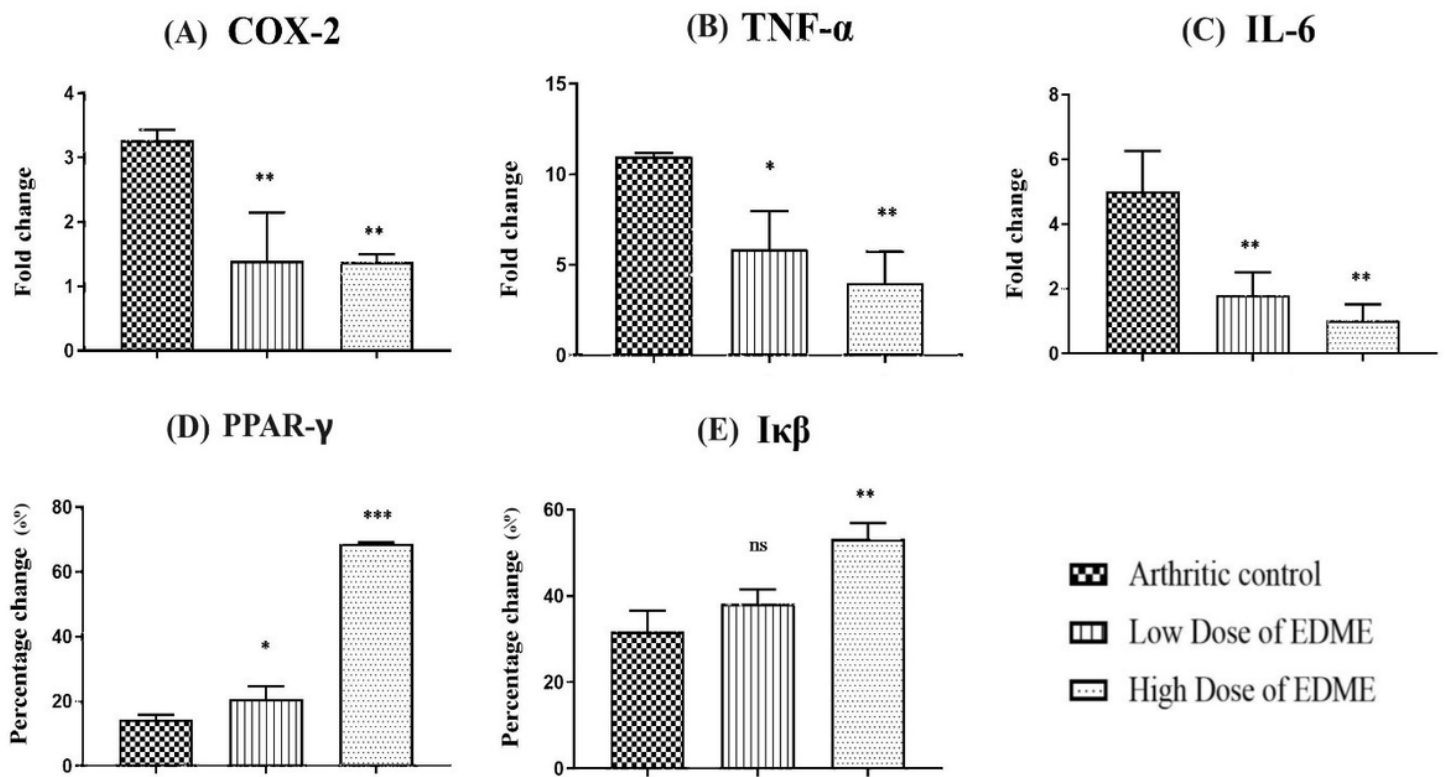 (A) COX-2
Fold change
4
3
2
1
0
**
**
(B) TNF-α
Fold change
15
10
5
0
*
**
(C) IL-6
Fold change
8
6
4
2
0
**
**
(D) PPAR-γ
Percentage change (%)
80
60
40
20
0
*
***
(E) Iκβ
Percentage change (%)
60
40
20
0
ns
**
Arthritic control
Low Dose of EDME
High Dose of EDME